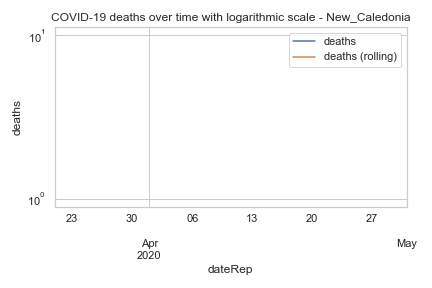 COVID-19 deaths over time with logarithmic scale - New_Caledonia
10¹
deaths
deaths (rolling)
deaths
10⁰
23 30 06 13 20 27
Apr May
2020
dateRep